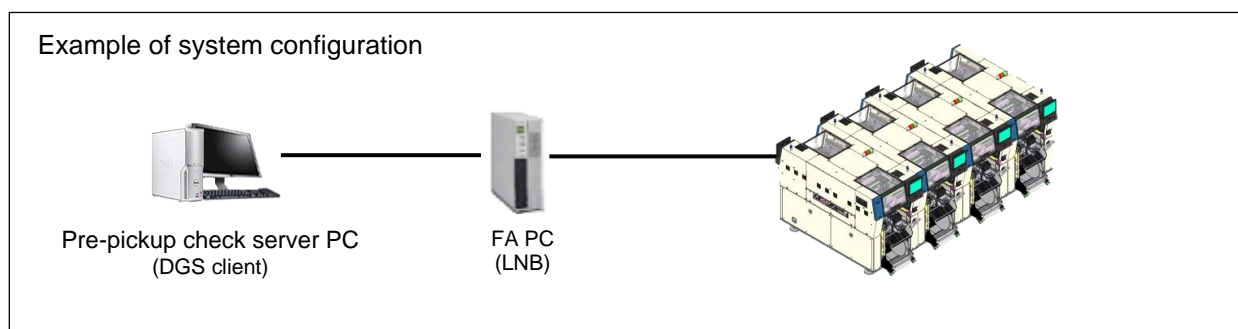 Example of system configuration
Pre-pickup check server PC
(DGS client)
FA PC
(LNB)